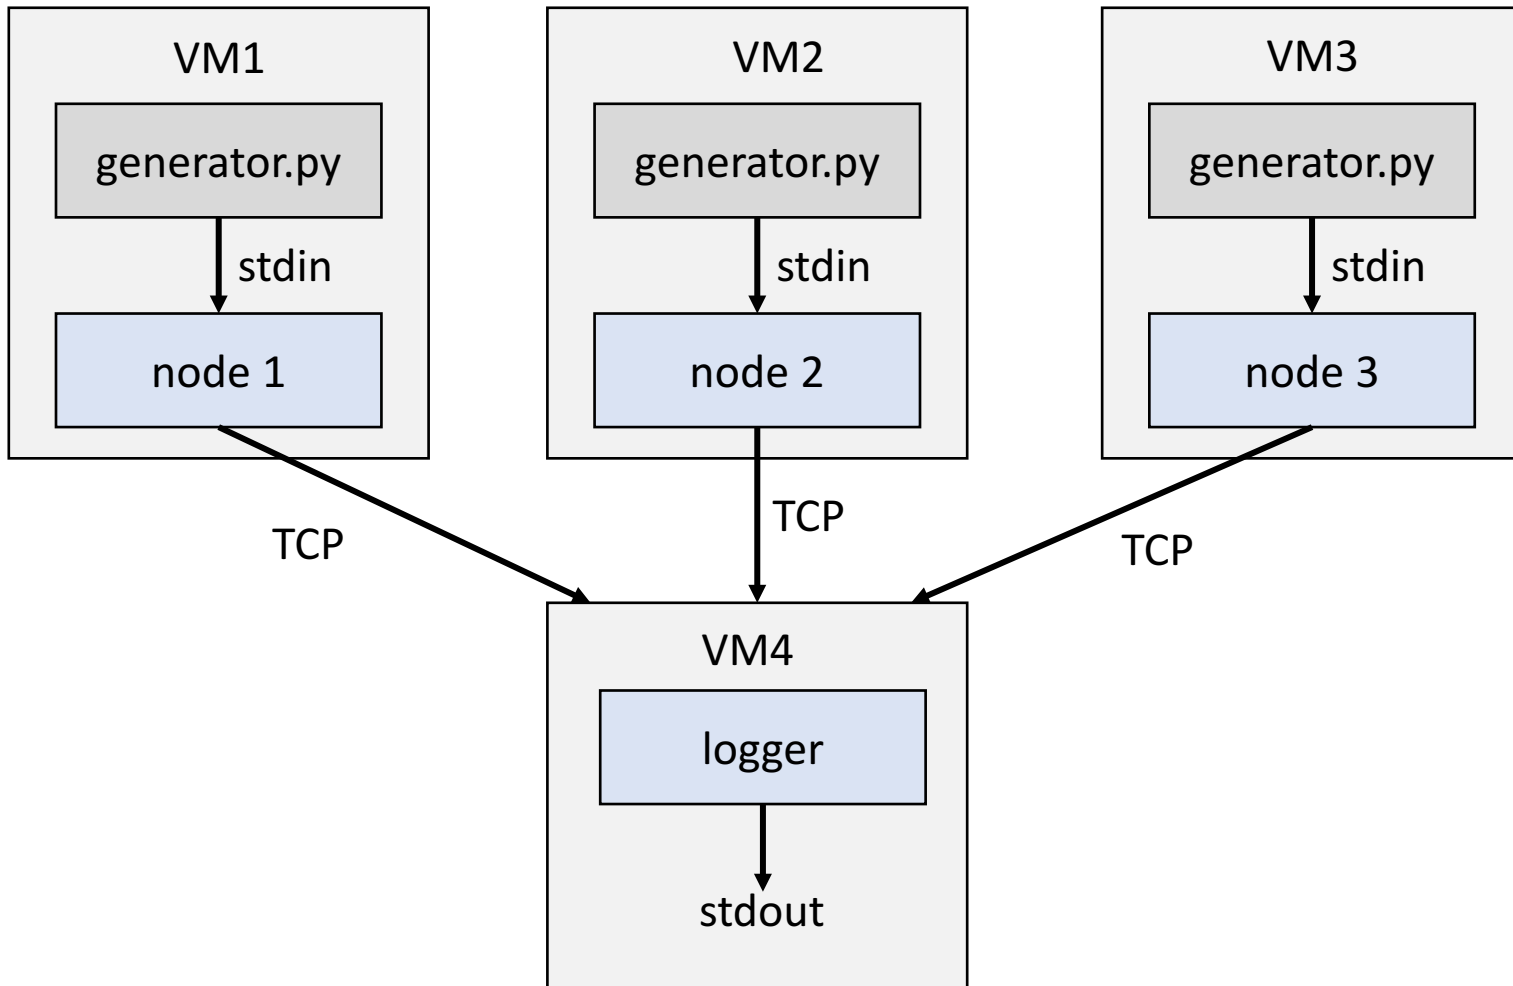 VM1
VM2
VM3
generator.py
generator.py
generator.py
stdin
stdin
stdin
node 1
node 2
node 3
TCP
TCP
TCP
VM4
logger
stdout